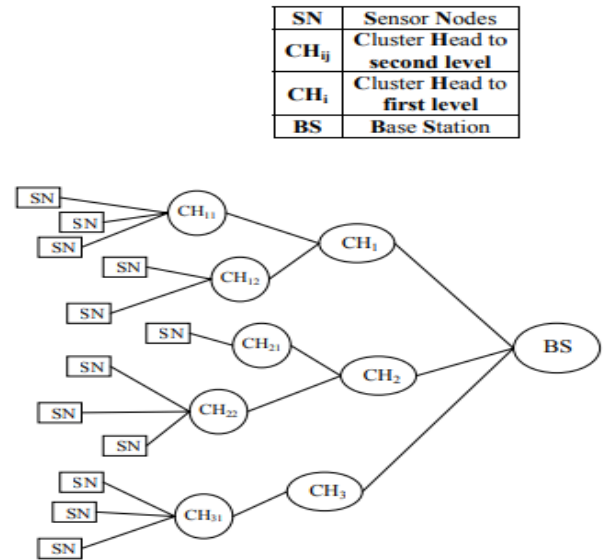 SN Sensor Nodes
CHij Cluster Head to
second level
CHi Cluster Head to
first level
BS Base Station
SN
SN
SN
CH11
CH1
SN
CH12
SN
SN
CH21
BS
SN
CH2
SN
CH22
SN
SN
CH3
SN
CH31
SN